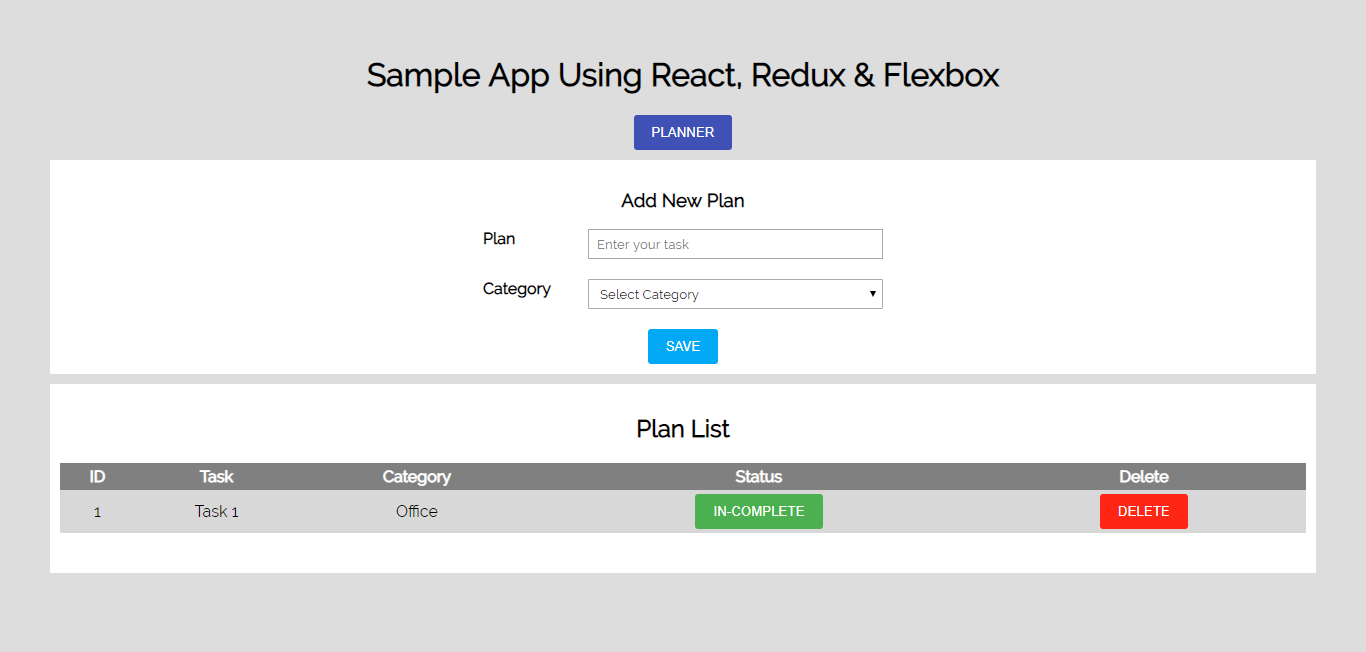 Sample App Using React, Redux & Flexbox
PLANNER
Add New Plan
Plan Enter your task
Category Select Category
SAVE
Plan List
ID Task Category Status Delete
1 Task 1 Office IN-COMPLETE DELETE